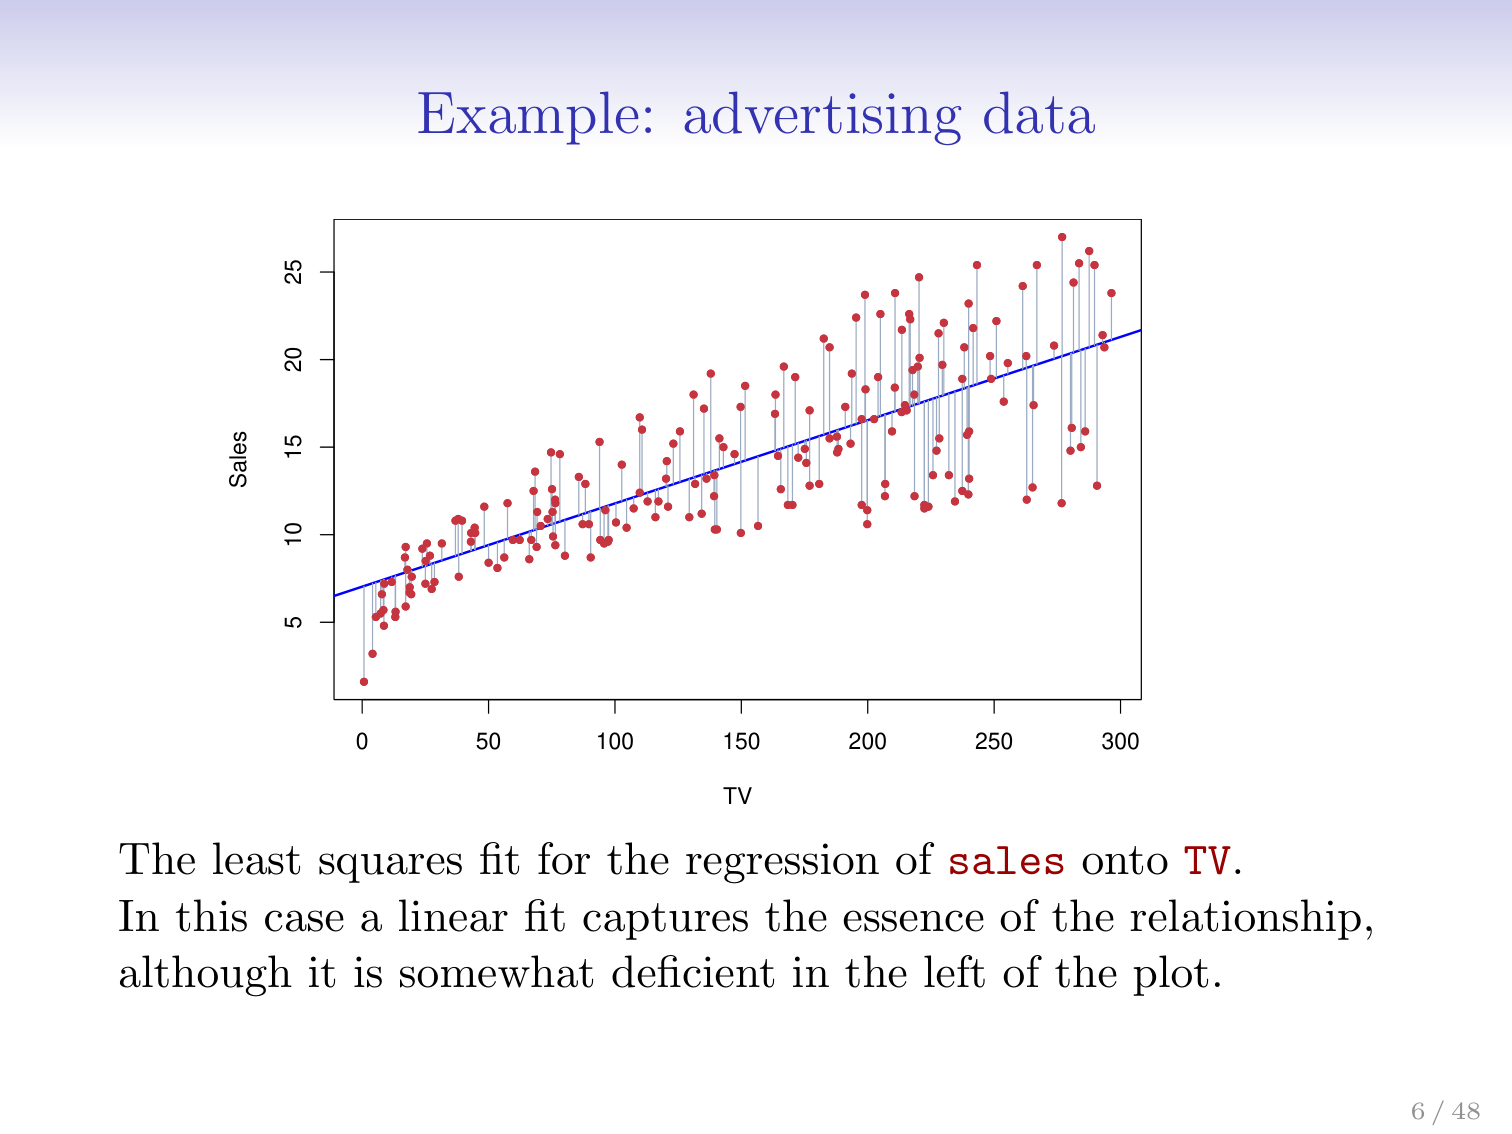 Example: advertising data
25
20
15
10
5
Sales
0 50 100 150 200 250 300
TV
The least squares fit for the regression of sales onto TV.
In this case a linear fit captures the essence of the relationship,
although it is somewhat deficient in the left of the plot.
6 / 48